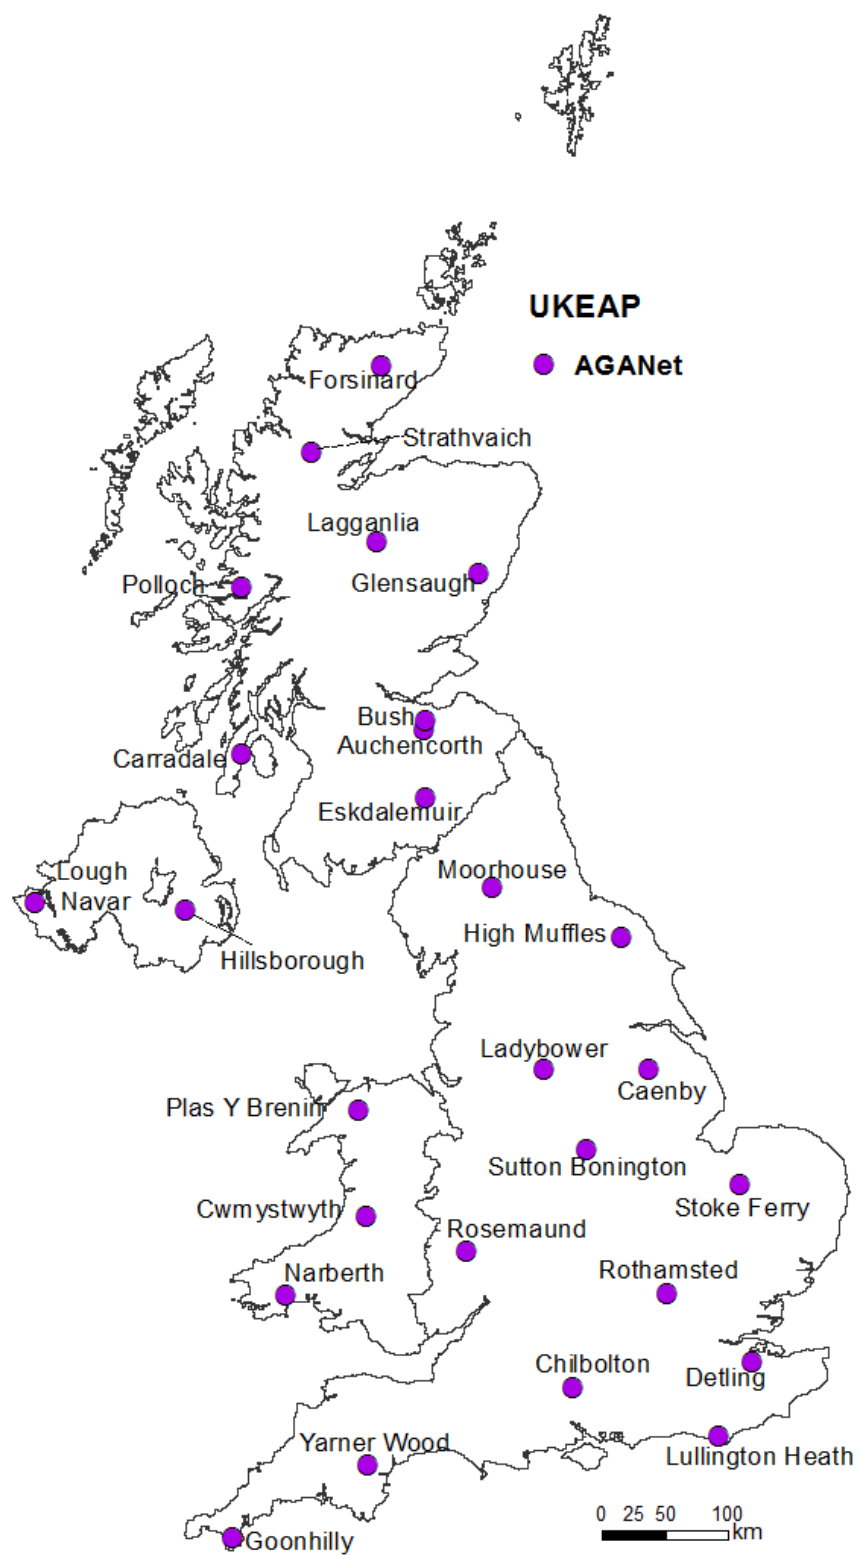 UKEAP
AGANet
Forsinard
Strathvaich
Lagganlia
Glensaugh
Polloch
Bush
Auchencorth
Carradale
Eskdalemuir
Lough
Navar
Moorhouse
High Muffles
Hillsborough
Ladybower
Caenby
Plas Y Brenin
Sutton Bonington
Stoke Ferry
Cwmystwyth
Rosemaund
Narberth
Rothamsted
Chilbolton
Detling
Yarner Wood
Lullington Heath
0 25 50 100
km
Goonhilly